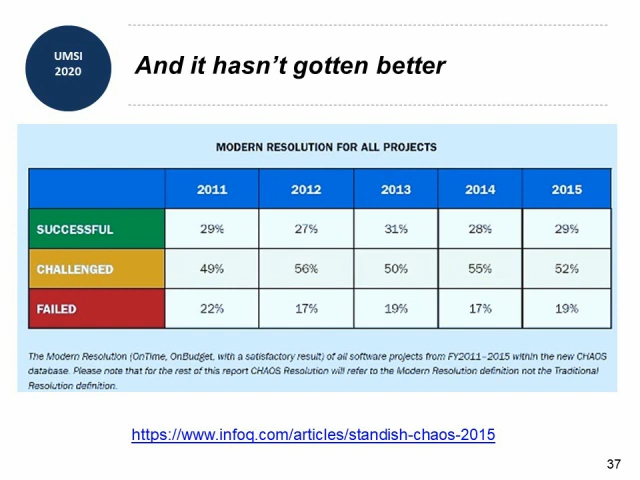 UMSI
2020
And it hasn’t gotten better
MODERN RESOLUTION FOR ALL PROJECTS
2011 2012 2013 2014 2015
SUCCESSFUL 29% 27% 31% 28% 29%
CHALLENGED 49% 56% 50% 55% 52%
FAILED 22% 17% 19% 17% 19%
The Modern Resolution (OnTime, OnBudget, with a satisfactory result) of all software projects from FY2011–2015 within the new CHAOS
database. Please note that for the rest of this report CHAOS Resolution will refer to the Modern Resolution definition not the Traditional
Resolution definition.
https://www.infoq.com/articles/standish-chaos-2015
37